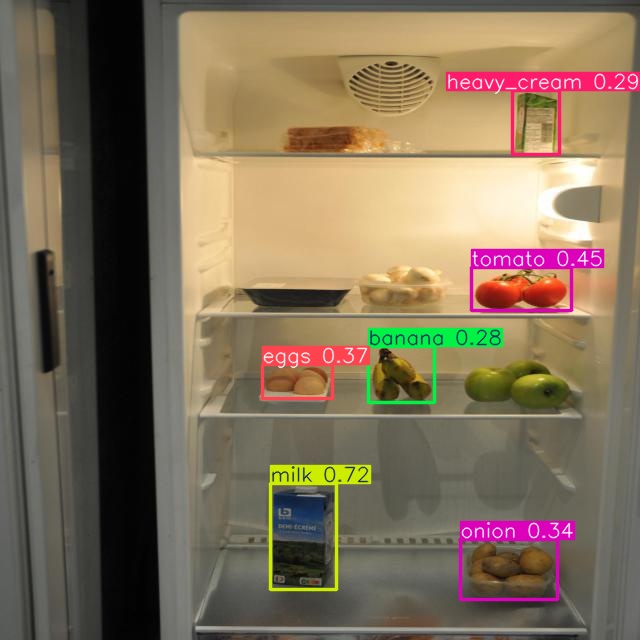 heavy_cream 0.29
tomato 0.45
banana 0.28
eggs 0.37
milk 0.72
DEMI-ÉCRÉMÉ
onion 0.34